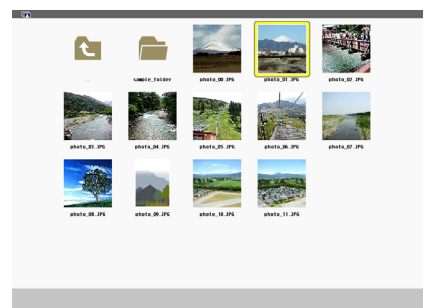 ..
sample_folder
photo_00.JPG
photo_01.JPG
photo_02.JPG
photo_03.JPG
photo_04.JPG
photo_05.JPG
photo_06.JPG
photo_07.JPG
photo_08.JPG
photo_09.JPG
photo_10.JPG
photo_11.JPG